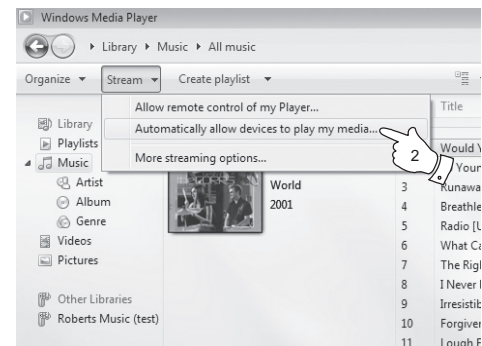 Windows Media Player
Library Music All music
Organize Stream Create playlist
Allow remote control of my Player...
Automatically allow devices to play my media...
More streaming options...
2
Library
Playlists
Music
Artist
Album
Genre
Videos
Pictures
Other Libraries
Roberts Music (test)
World
2001
Title
Would Y
Your
3 Runawa
4 Breathle
5 Radio [U
6 What Ca
7 The Righ
8 I Never
9 Irresistib
10 Forgiven
11 Lough E